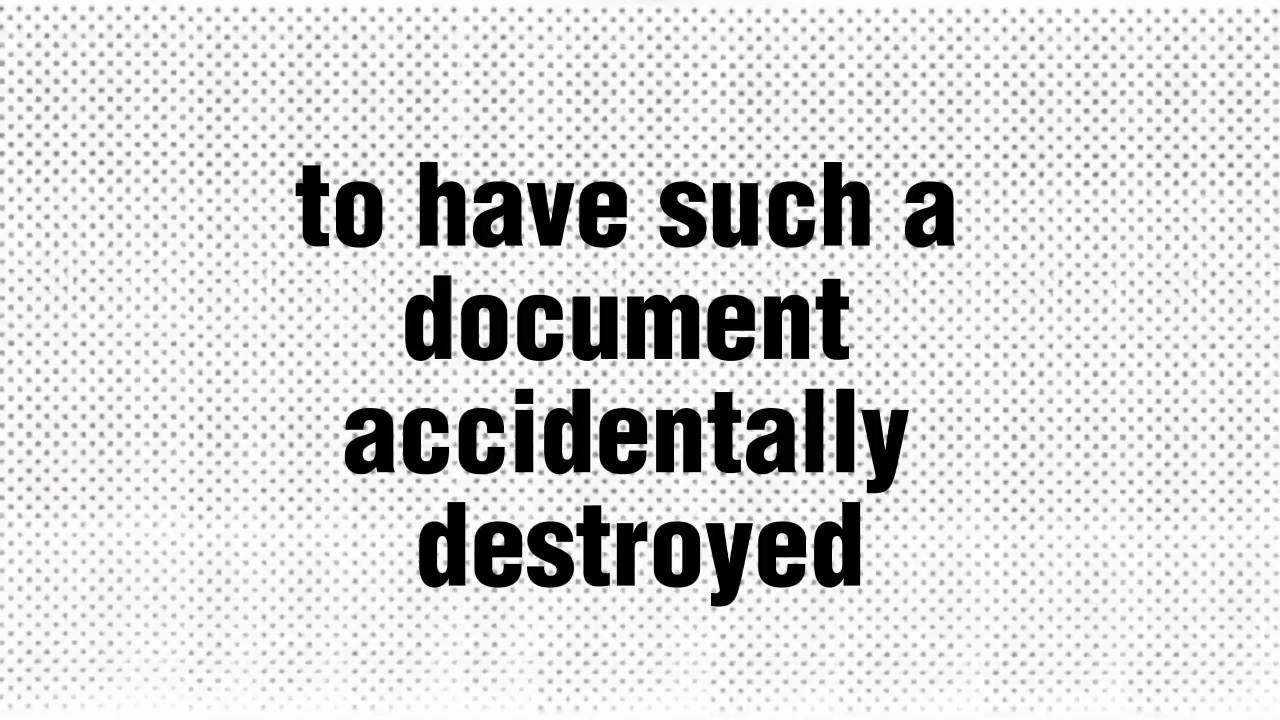 to have such a
document
accidentally
destroyed